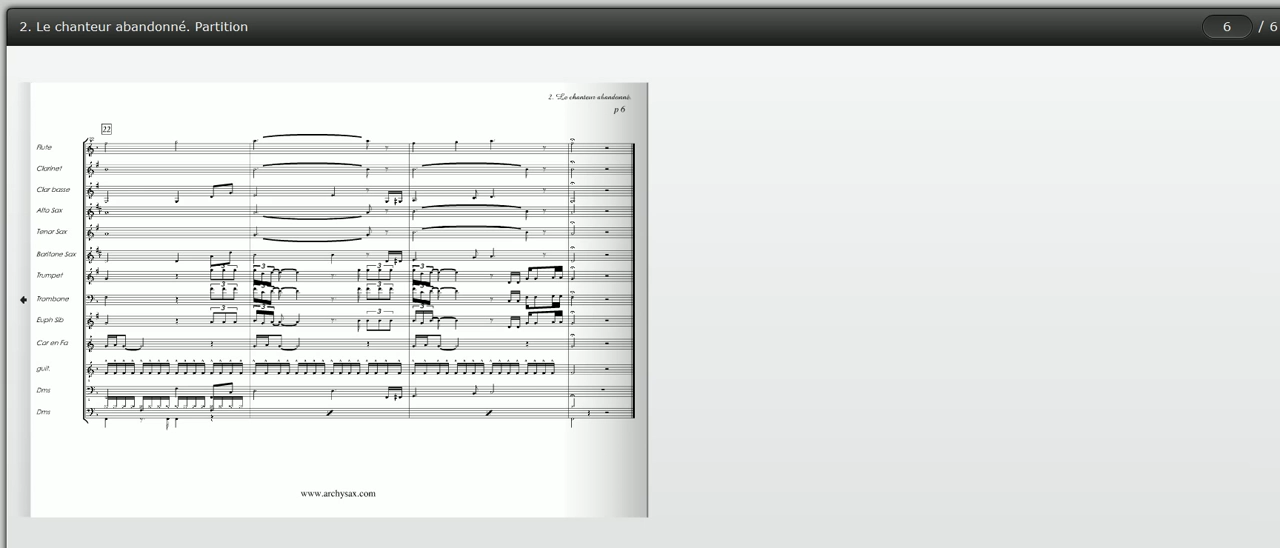 2. Le chanteur abandonné. Partition
6 / 6
2. Le chanteur abandonné.
p 6
22
Flute
Clarinet
Clar basse
Alto Sax
Tenor Sax
Baritone Sax
Trumpet
Trombone
Euph Sib
Cor en Fa
guit.
Dms
Dms
www.archysax.com